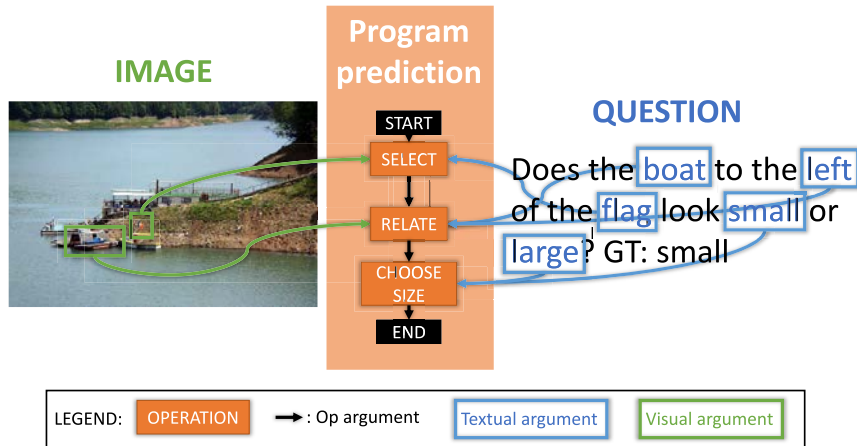 IMAGE
Program
prediction
START
SELECT
RELATE
CHOOSE
SIZE
END
QUESTION
Does the boat to the left
of the flag look small or
large? GT: small
LEGEND: OPERATION : Op argument Textual argument Visual argument